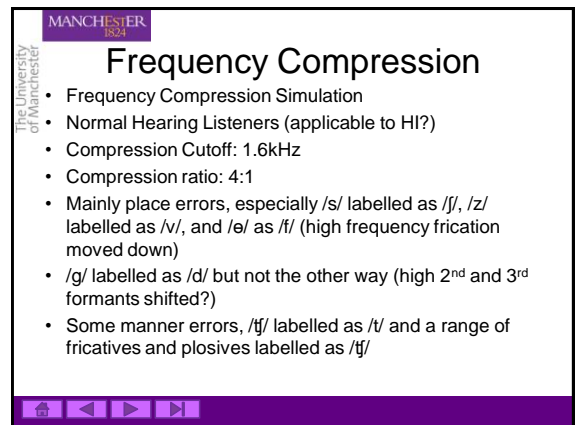 MANCHESTER
1824
The University
of Manchester
Frequency Compression
• Frequency Compression Simulation
• Normal Hearing Listeners (applicable to HI?)
• Compression Cutoff: 1.6kHz
• Compression ratio: 4:1
• Mainly place errors, especially /s/ labelled as /ʃ/, /z/
labelled as /v/, and /ɵ/ as /f/ (high frequency frication
moved down)
• /g/ labelled as /d/ but not the other way (high 2nd and 3rd
formants shifted?)
• Some manner errors, /ʧ/ labelled as /t/ and a range of
fricatives and plosives labelled as /ʧ/